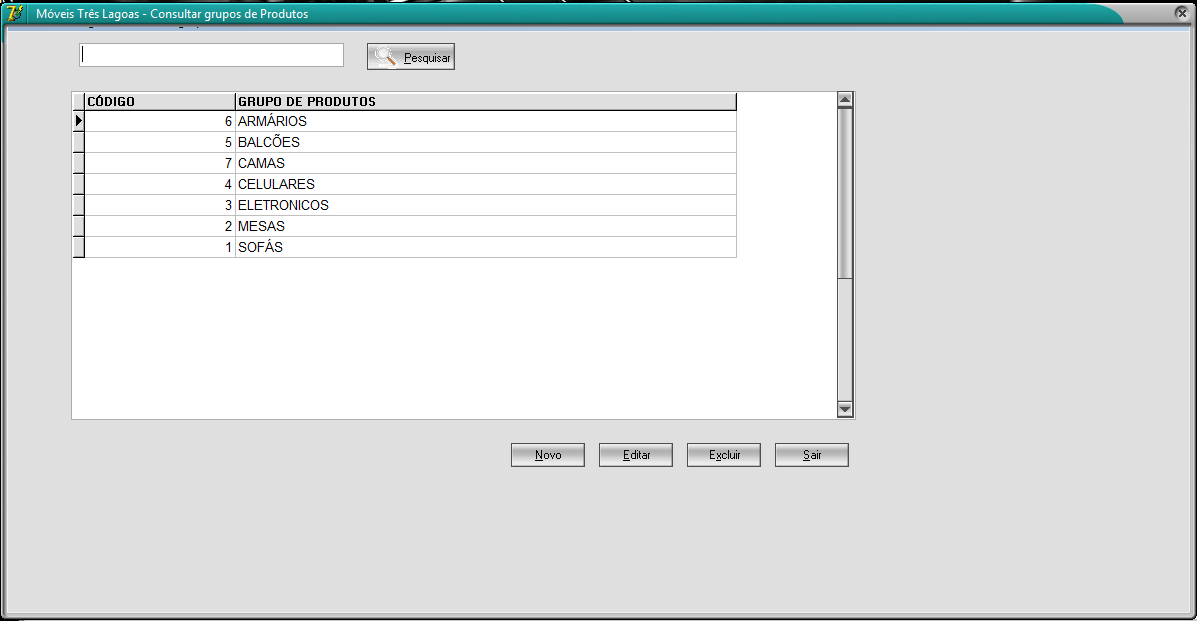 Móveis Três Lagoas - Consultar grupos de Produtos
Pesquisar
CÓDIGO GRUPO DE PRODUTOS
6 ARMÁRIOS
5 BALCÕES
7 CAMAS
4 CELULARES
3 ELETRONICOS
2 MESAS
1 SOFÁS
Novo Editar Excluir Sair